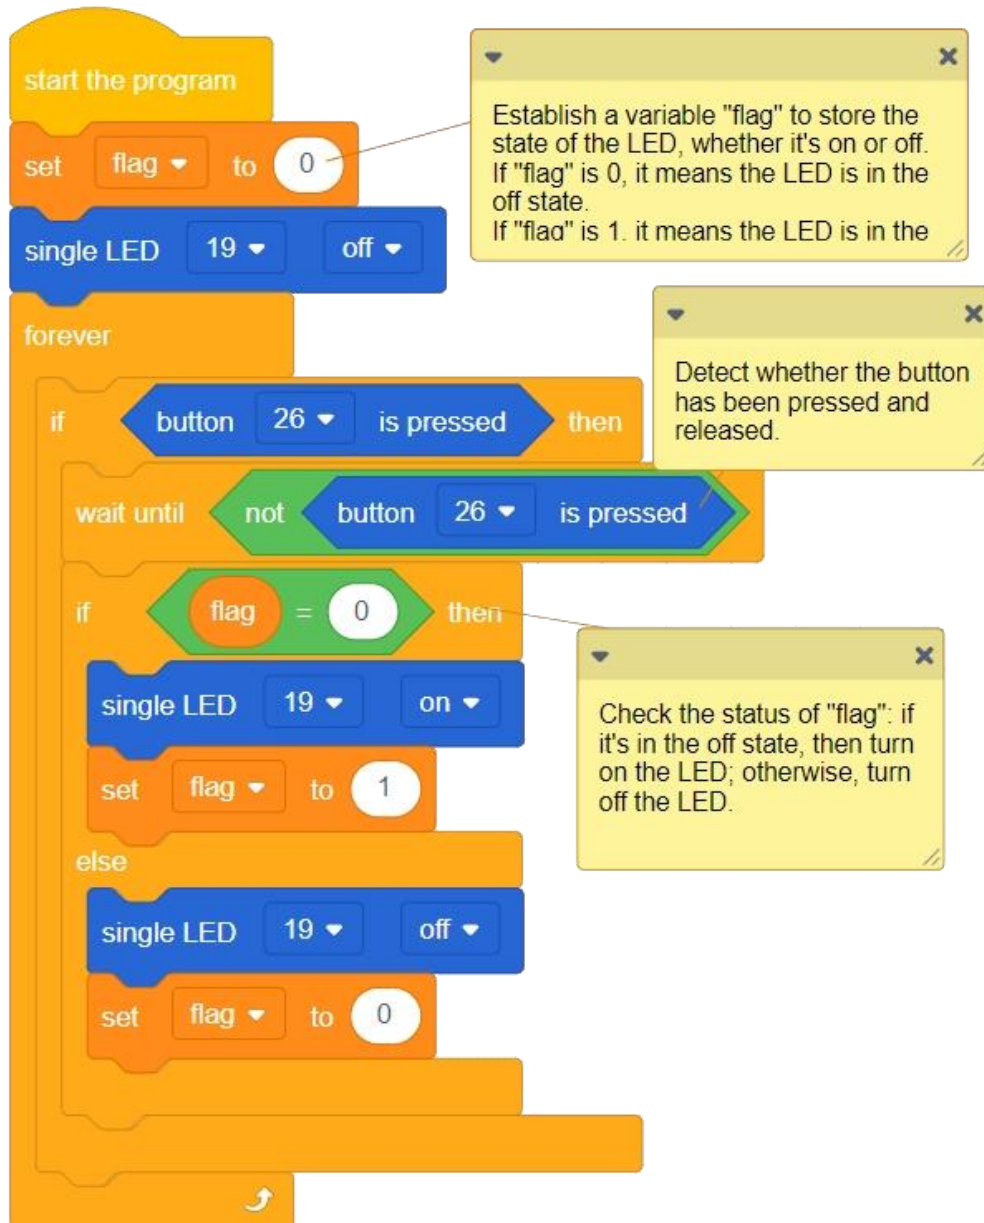 start the program
set flag to 0
Establish a variable "flag" to store the
state of the LED, whether it's on or off.
If "flag" is 0, it means the LED is in the
off state.
If "flag" is 1, it means the LED is in the
single LED 19 off
forever
if button 26 is pressed then
Detect whether the button
has been pressed and
released.
wait until not button 26 is pressed
if flag = 0 then
single LED 19 on
set flag to 1
Check the status of "flag": if
it's in the off state, then turn
on the LED; otherwise, turn
off the LED.
else
single LED 19 off
set flag to 0